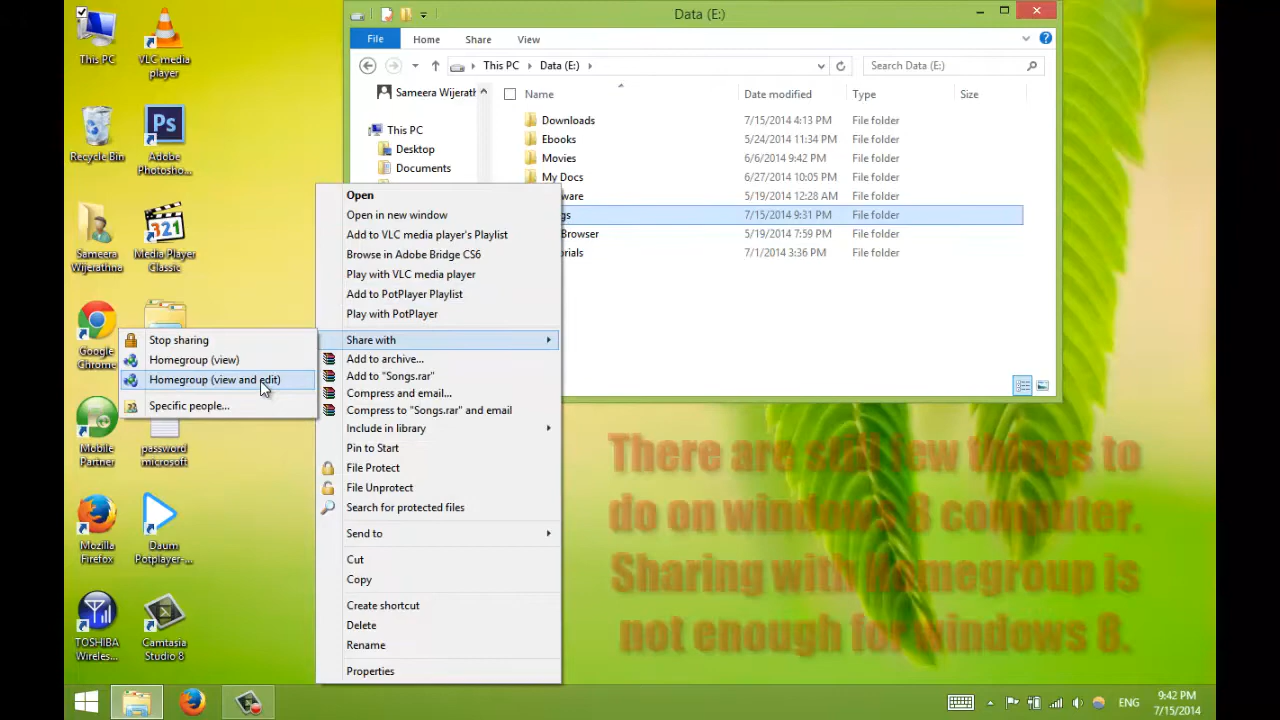 This PC
VLC media
player
Recycle Bin
Ps
Adobe
Photosho...
Sameera
Wijerathna
321
Media Player
Classic
Google
Chrome
Mobile
Partner
password
microsoft
Mozilla
Firefox
Daum
Potplayer-...
TOSHIBA
Wireles...
Camtasia
Studio 8
Data (E:)
File Home Share View
This PC Data (E:)
Search Data (E:)
Sameera Wijerath
This PC
Desktop
Documents
Name Date modified Type Size
Downloads 7/15/2014 4:13 PM File folder
Ebooks 5/24/2014 11:34 PM File folder
Movies 6/6/2014 9:42 PM File folder
My Docs 6/27/2014 10:05 PM File folder
ware 5/19/2014 12:28 AM File folder
gs 7/15/2014 9:31 PM File folder
Browser 5/19/2014 7:59 PM File folder
rials 7/1/2014 3:36 PM File folder
Open
Open in new window
Add to VLC media player's Playlist
Browse in Adobe Bridge CS6
Play with VLC media player
Add to PotPlayer Playlist
Play with PotPlayer
Share with
Add to archive...
Add to "Songs.rar"
Compress and email...
Compress to "Songs.rar" and email
Include in library
Pin to Start
File Protect
File Unprotect
Search for protected files
Send to
Cut
Copy
Create shortcut
Delete
Rename
Properties
Stop sharing
Homegroup (view)
Homegroup (view and edit)
Specific people...
There are still few things to
do on windows 8 computer.
Sharing with Homegroup is
not enough for windows 8.
ENG
9:42 PM
7/15/2014